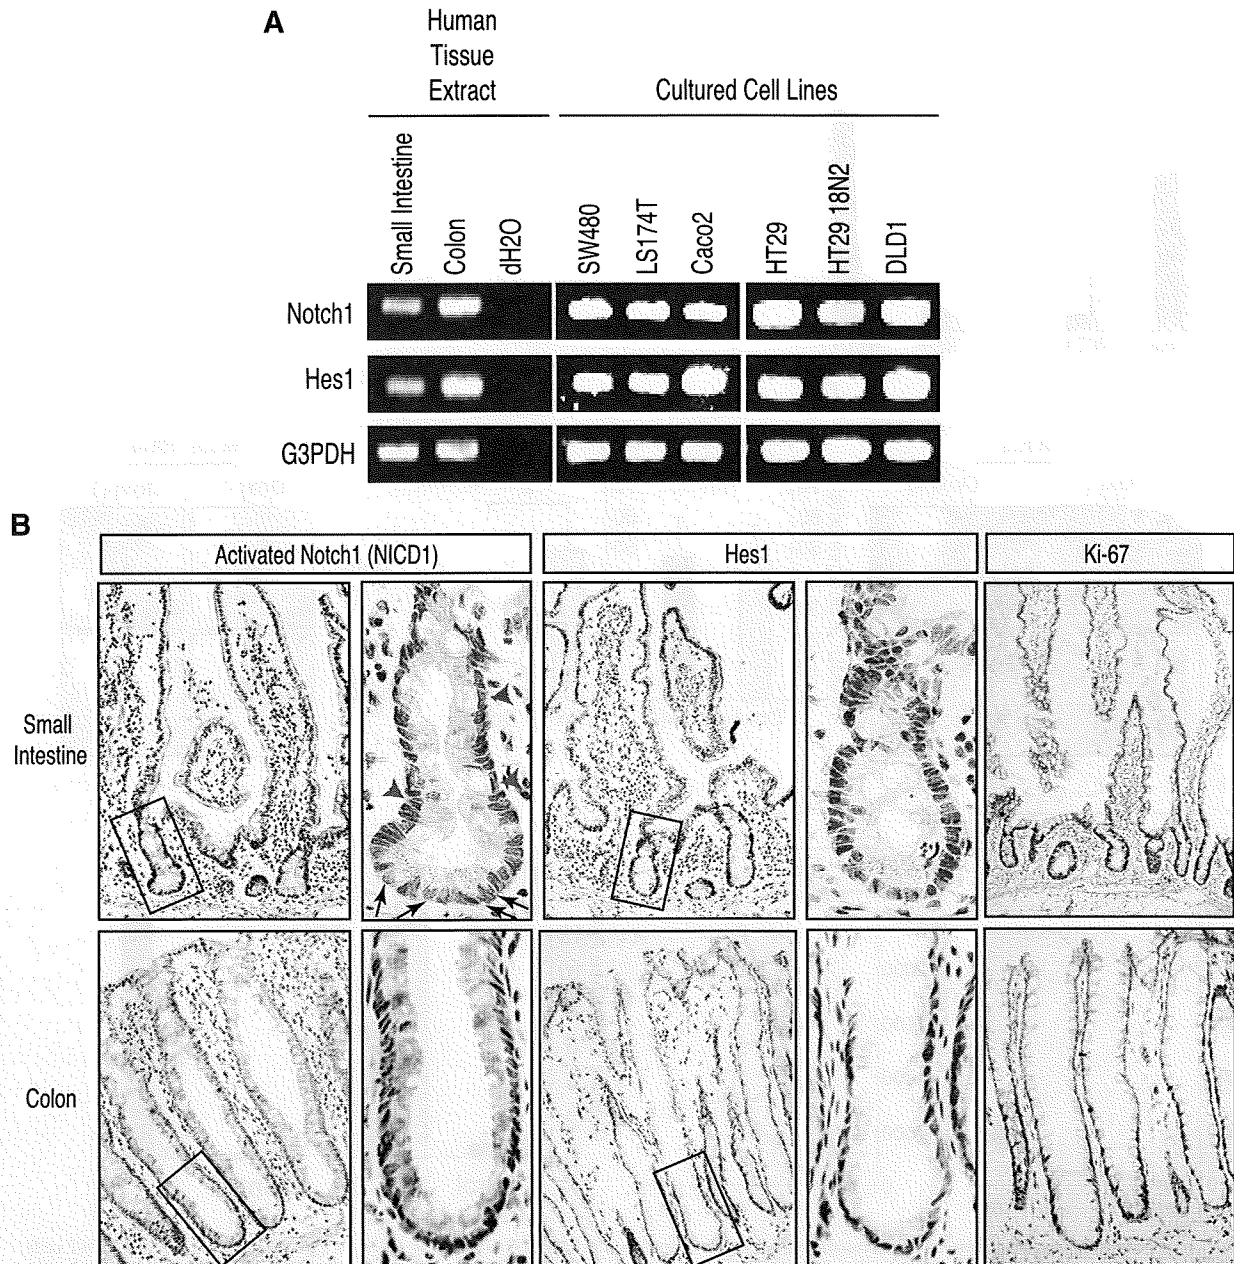 A
Human
Tissue
Extract
Cultured Cell Lines
Small Intestine
Colon
dH2O
SW480
LS174T
Caco2
HT29
HT29 18N2
DLD1
Notch1
Hes1
G3PDH
B
Activated Notch1 (NICD1)
Hes1
Ki-67
Small
Intestine
Colon